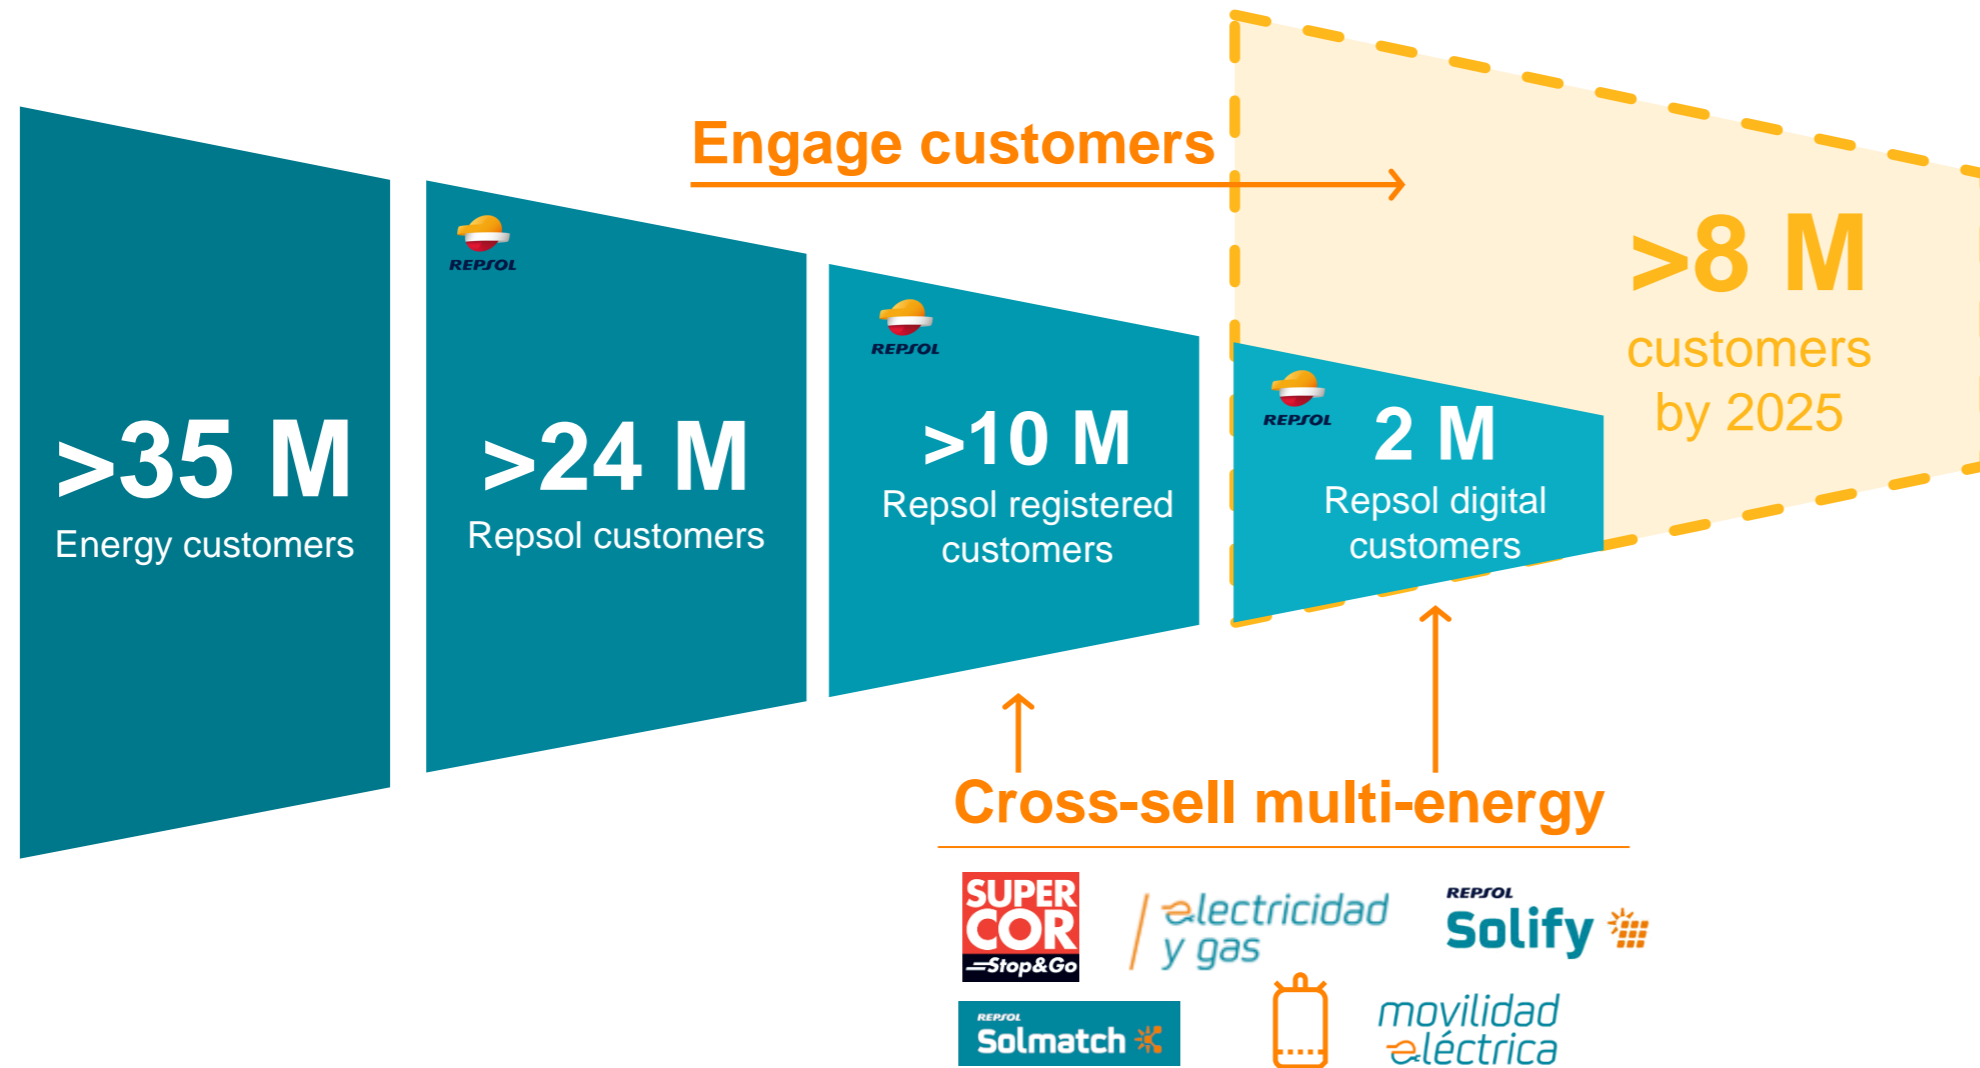 Engage customers
>8 M
customers
by 2025
REPSOL
REPSOL
REPSOL
>35 M
Energy customers
>24 M
Repsol customers
>10 M
Repsol registered
customers
2 M
Repsol digital
customers
Cross-sell multi-energy
SUPER
COR
Stop&Go
electricidad
y gas
REPSOL
Solify
REPSOL
Solmatch
movilidad
eléctrica